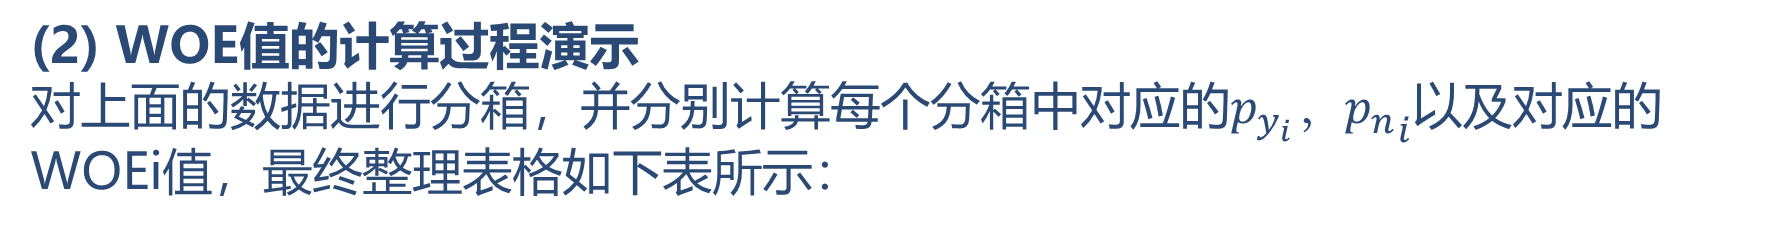 (2) WOE值的计算过程演示
对上面的数据进行分箱，并分别计算每个分箱中对应的$p_{y_i}$，$p_{n_i}$以及对应的
WOEi值，最终整理表格如下表所示：